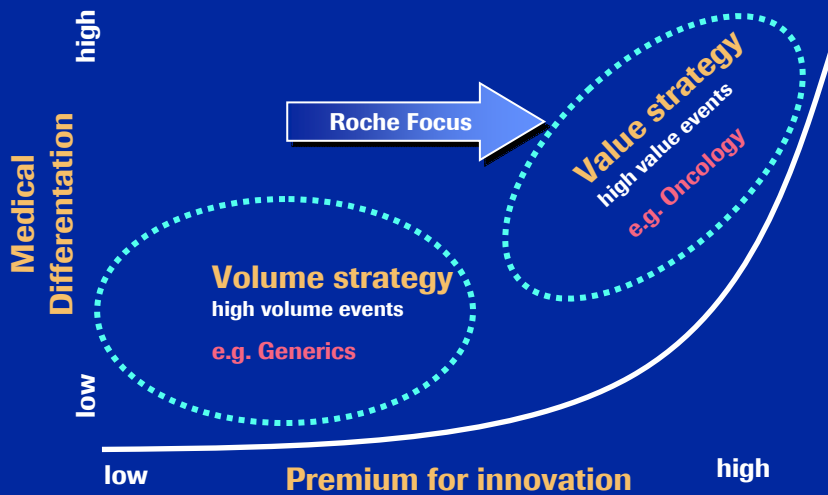 high
Medical
Differentation
low
Roche Focus
Value strategy
high value events
e.g. Oncology
Volume strategy
high volume events
e.g. Generics
low
Premium for innovation
high